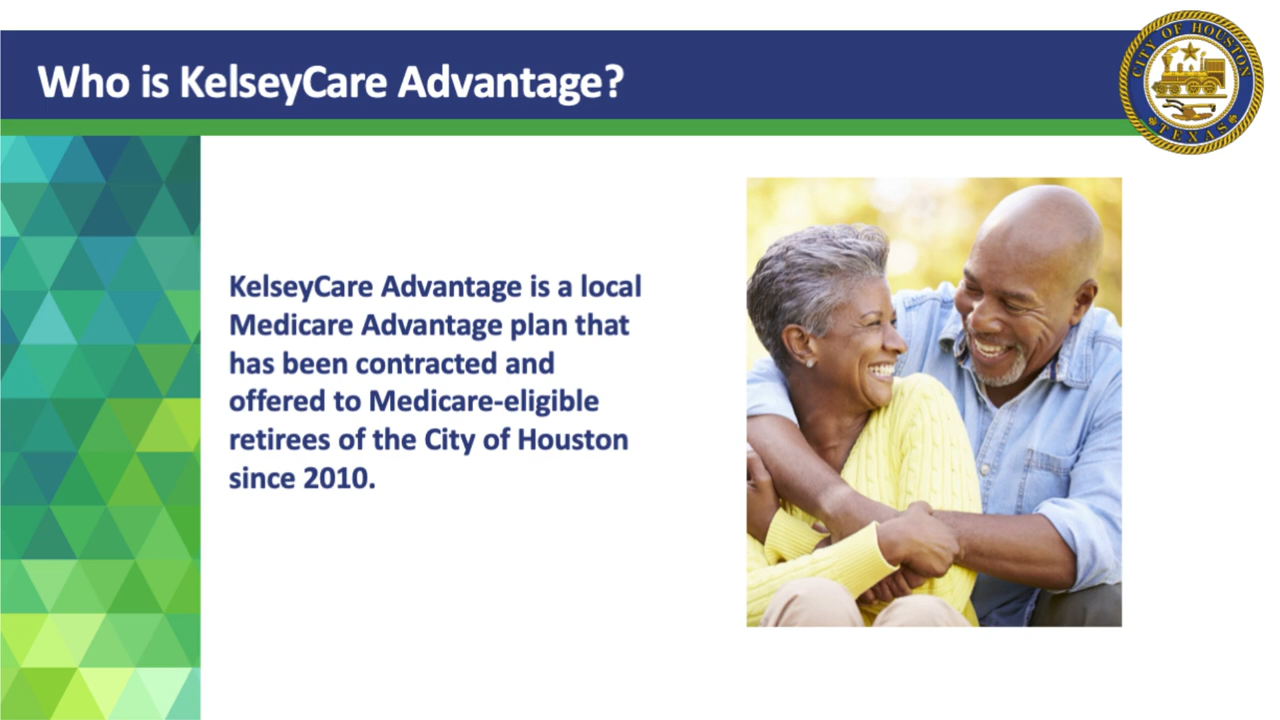 Who is KelseyCare Advantage?
CITY OF HOUSTON
TEXAS
KelseyCare Advantage is a local
Medicare Advantage plan that
has been contracted and
offered to Medicare-eligible
retirees of the City of Houston
since 2010.